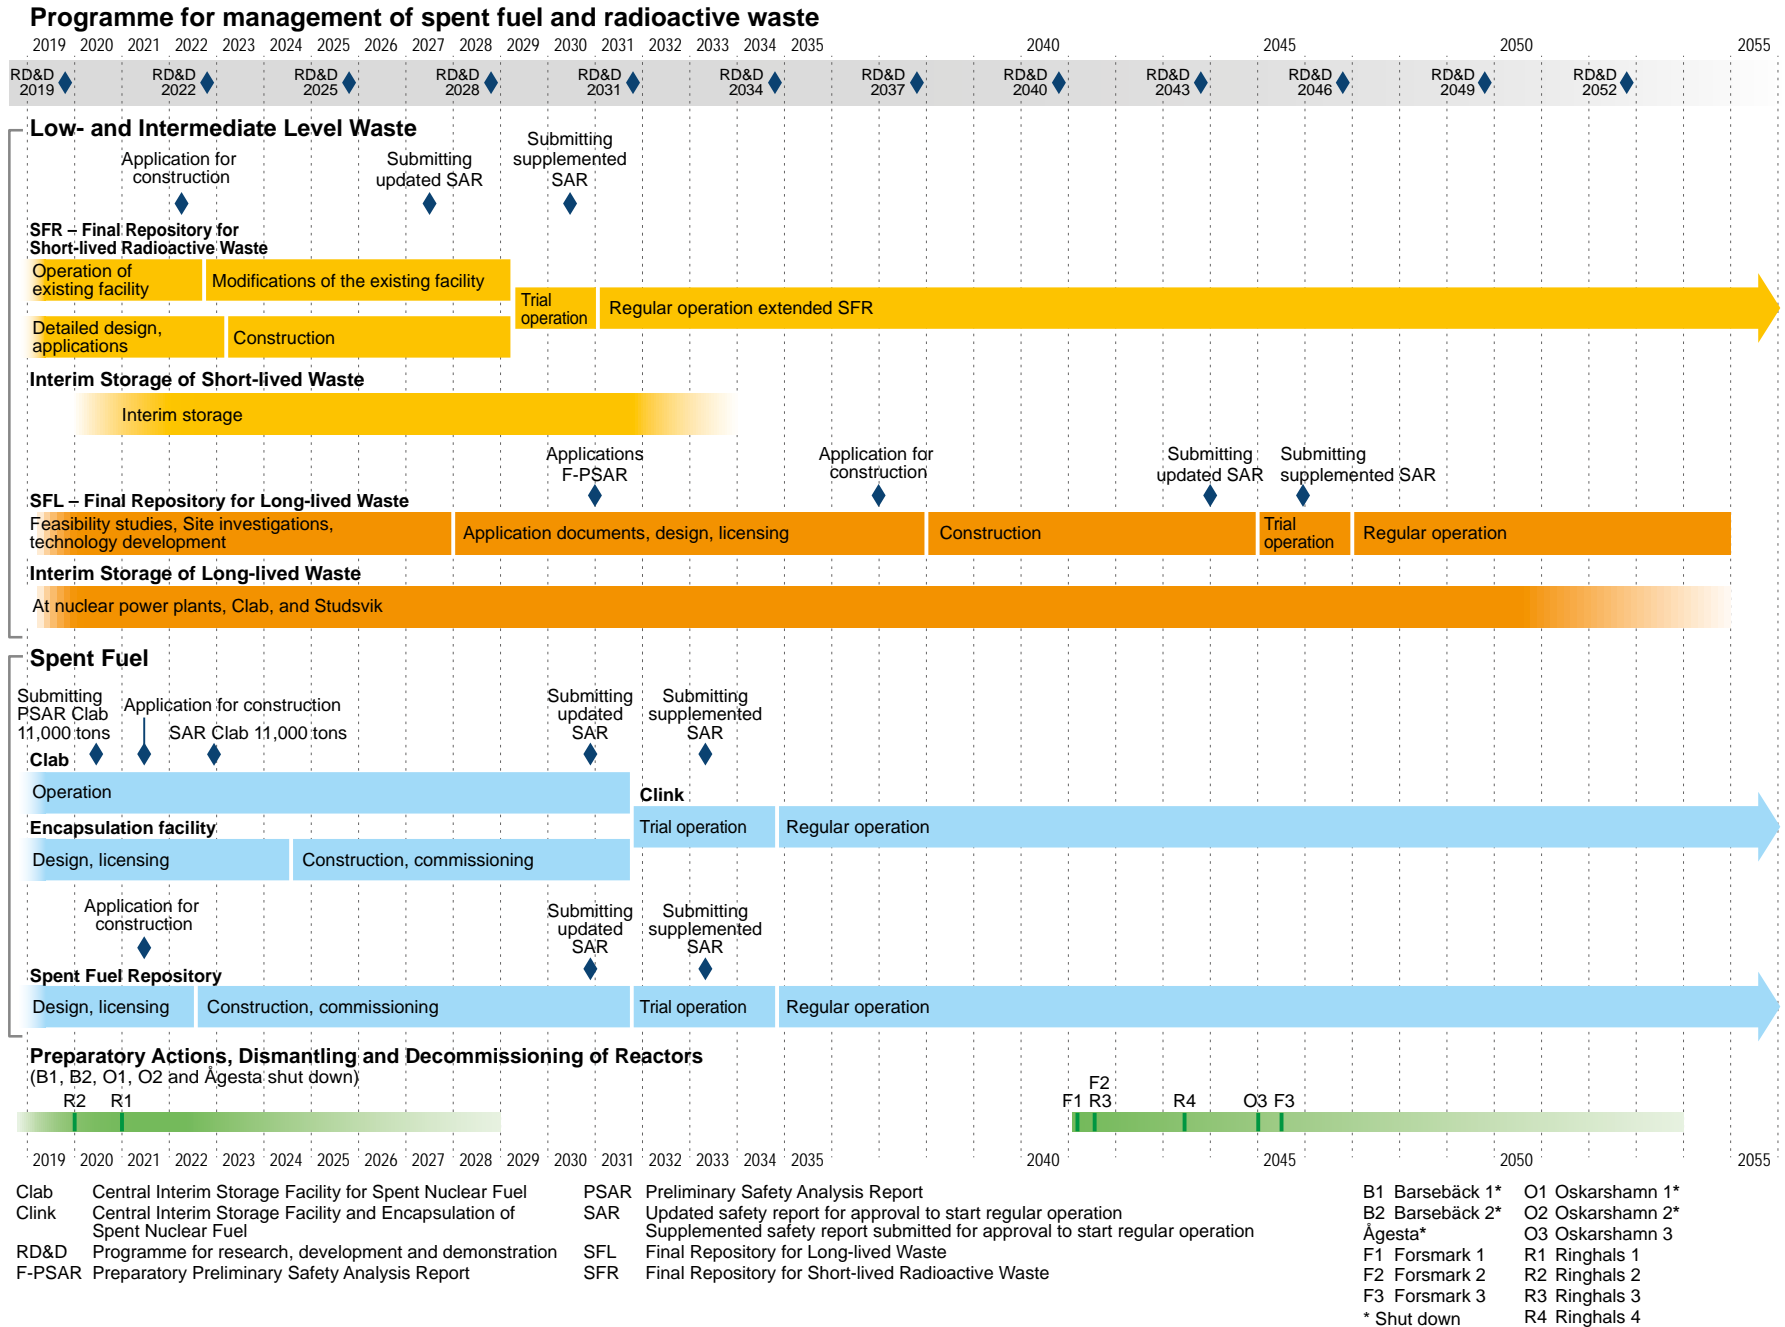 Programme for management of spent fuel and radioactive waste
2019 2020 2021 2022 2023 2024 2025 2026 2027 2028 2029 2030 2031 2032 2033 2034 2035 2040 2045 2050 2055
RD&D 2019
RD&D 2022
RD&D 2025
RD&D 2028
RD&D 2031
RD&D 2034
RD&D 2037
RD&D 2040
RD&D 2043
RD&D 2046
RD&D 2049
RD&D 2052
Low- and Intermediate Level Waste
Application for
construction
Submitting
updated SAR
Submitting
supplemented
SAR
SFR – Final Repository for
Short-lived Radioactive Waste
Operation of
existing facility
Modifications of the existing facility
Trial
operation
Regular operation extended SFR
Detailed design,
applications
Construction
Interim Storage of Short-lived Waste
Interim storage
Applications
F-PSAR
Application for
construction
Submitting
updated SAR
Submitting
supplemented SAR
SFL – Final Repository for Long-lived Waste
Feasibility studies, Site investigations,
technology development
Application documents, design, licensing
Construction
Trial
operation
Regular operation
Interim Storage of Long-lived Waste
At nuclear power plants, Clab, and Studsvik
Spent Fuel
Submitting
PSAR Clab
11,000 tons
Application for construction
SAR Clab 11,000 tons
Submitting
updated
SAR
Submitting
supplemented
SAR
Clab
Operation
Clink
Encapsulation facility
Trial operation
Regular operation
Design, licensing
Construction, commissioning
Application for
construction
Submitting
updated
SAR
Submitting
supplemented
SAR
Spent Fuel Repository
Design, licensing
Construction, commissioning
Trial operation
Regular operation
Preparatory Actions, Dismantling and Decommissioning of Reactors
(B1, B2, O1, O2 and Ågesta shut down)
R2 R1
F2
F1 R3 R4 O3 F3
2019 2020 2021 2022 2023 2024 2025 2026 2027 2028 2029 2030 2031 2032 2033 2034 2035 2040 2045 2050 2055
Clab Central Interim Storage Facility for Spent Nuclear Fuel
Clink Central Interim Storage Facility and Encapsulation of
Spent Nuclear Fuel
RD&D Programme for research, development and demonstration
F-PSAR Preparatory Preliminary Safety Analysis Report
PSAR Preliminary Safety Analysis Report
SAR Updated safety report for approval to start regular operation
Supplemented safety report submitted for approval to start regular operation
SFL Final Repository for Long-lived Waste
SFR Final Repository for Short-lived Radioactive Waste
B1 Barsebäck 1*
B2 Barsebäck 2*
Ågesta*
F1 Forsmark 1
F2 Forsmark 2
F3 Forsmark 3
* Shut down
O1 Oskarshamn 1*
O2 Oskarshamn 2*
O3 Oskarshamn 3
R1 Ringhals 1
R2 Ringhals 2
R3 Ringhals 3
R4 Ringhals 4